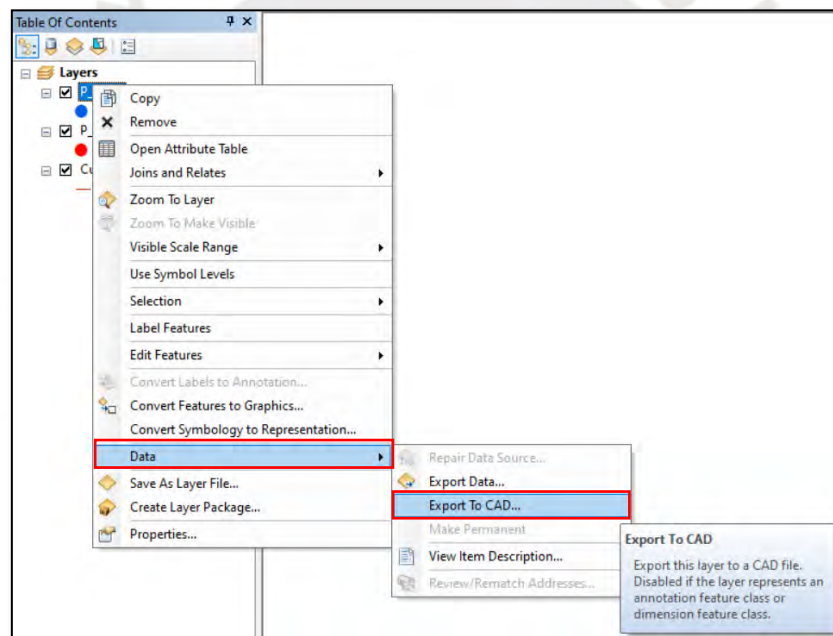 Table Of Contents
Layers
P_
P_
Cu
Copy
Remove
Open Attribute Table
Joins and Relates
Zoom To Layer
Zoom To Make Visible
Visible Scale Range
Use Symbol Levels
Selection
Label Features
Edit Features
Convert Labels to Annotation...
Convert Features to Graphics...
Convert Symbology to Representation...
Data
Save As Layer File...
Create Layer Package...
Properties...
Repair Data Source...
Export Data...
Export To CAD...
Make Permanent
View Item Description...
Review/Rematch Addresses...
Export To CAD
Export this layer to a CAD file.
Disabled if the layer represents an
annotation feature class or
dimension feature class.